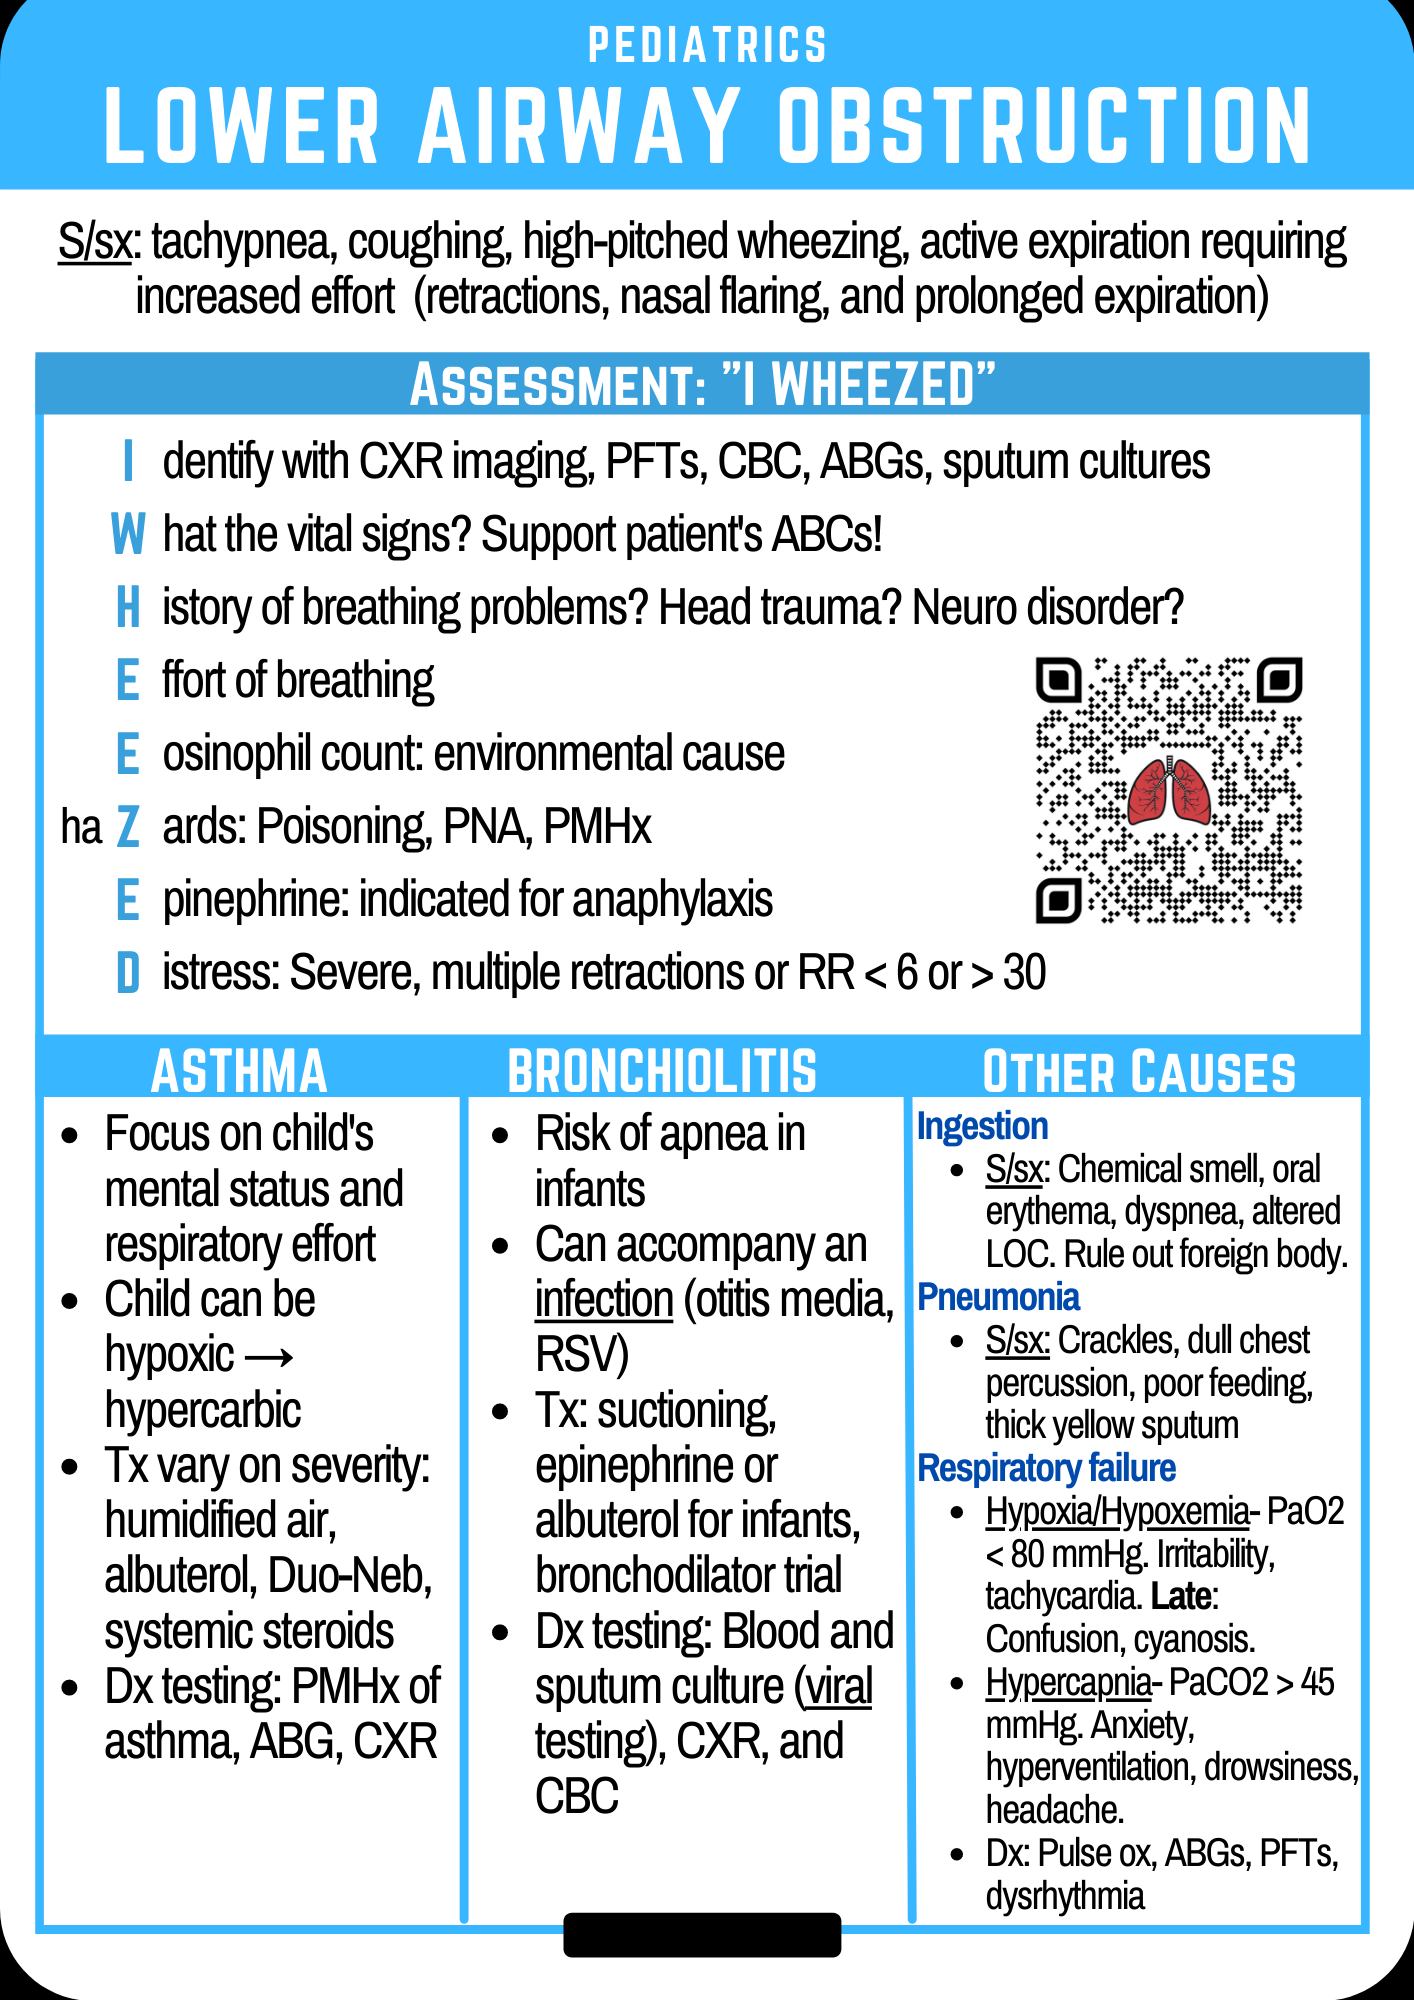 PEDIATRICS
LOWER AIRWAY OBSTRUCTION
S/sx: tachypnea, coughing, high-pitched wheezing, active expiration requiring
increased effort (retractions, nasal flaring, and prolonged expiration)
Assessment: "I WHEEZED"
I dentify with CXR imaging, PFTs, CBC, ABGs, sputum cultures
W hat the vital signs? Support patient's ABCs!
H istory of breathing problems? Head trauma? Neuro disorder?
E ffort of breathing
E osinophil count: environmental cause
ha Z ards: Poisoning, PNA, PMHx
E pinephrine: indicated for anaphylaxis
D istress: Severe, multiple retractions or RR < 6 or > 30
ASTHMA
• Focus on child's
mental status and
respiratory effort
• Child can be
hypoxic →
hypercarbic
• Tx vary on severity:
humidified air,
albuterol, Duo-Neb,
systemic steroids
• Dx testing: PMHx of
asthma, ABG, CXR
BRONCHIOLITIS
• Risk of apnea in
infants
• Can accompany an
infection (otitis media,
RSV)
• Tx: suctioning,
epinephrine or
albuterol for infants,
bronchodilator trial
• Dx testing: Blood and
sputum culture (viral
testing), CXR, and
CBC
Other Causes
Ingestion
• S/sx: Chemical smell, oral
erythema, dyspnea, altered
LOC. Rule out foreign body.
Pneumonia
• S/sx: Crackles, dull chest
percussion, poor feeding,
thick yellow sputum
Respiratory failure
• Hypoxia/Hypoxemia- PaO2
< 80 mmHg. Irritability,
tachycardia. Late:
Confusion, cyanosis.
• Hypercapnia- PaCO2 > 45
mmHg. Anxiety,
hyperventilation, drowsiness,
headache.
• Dx: Pulse ox, ABGs, PFTs,
dysrhythmia